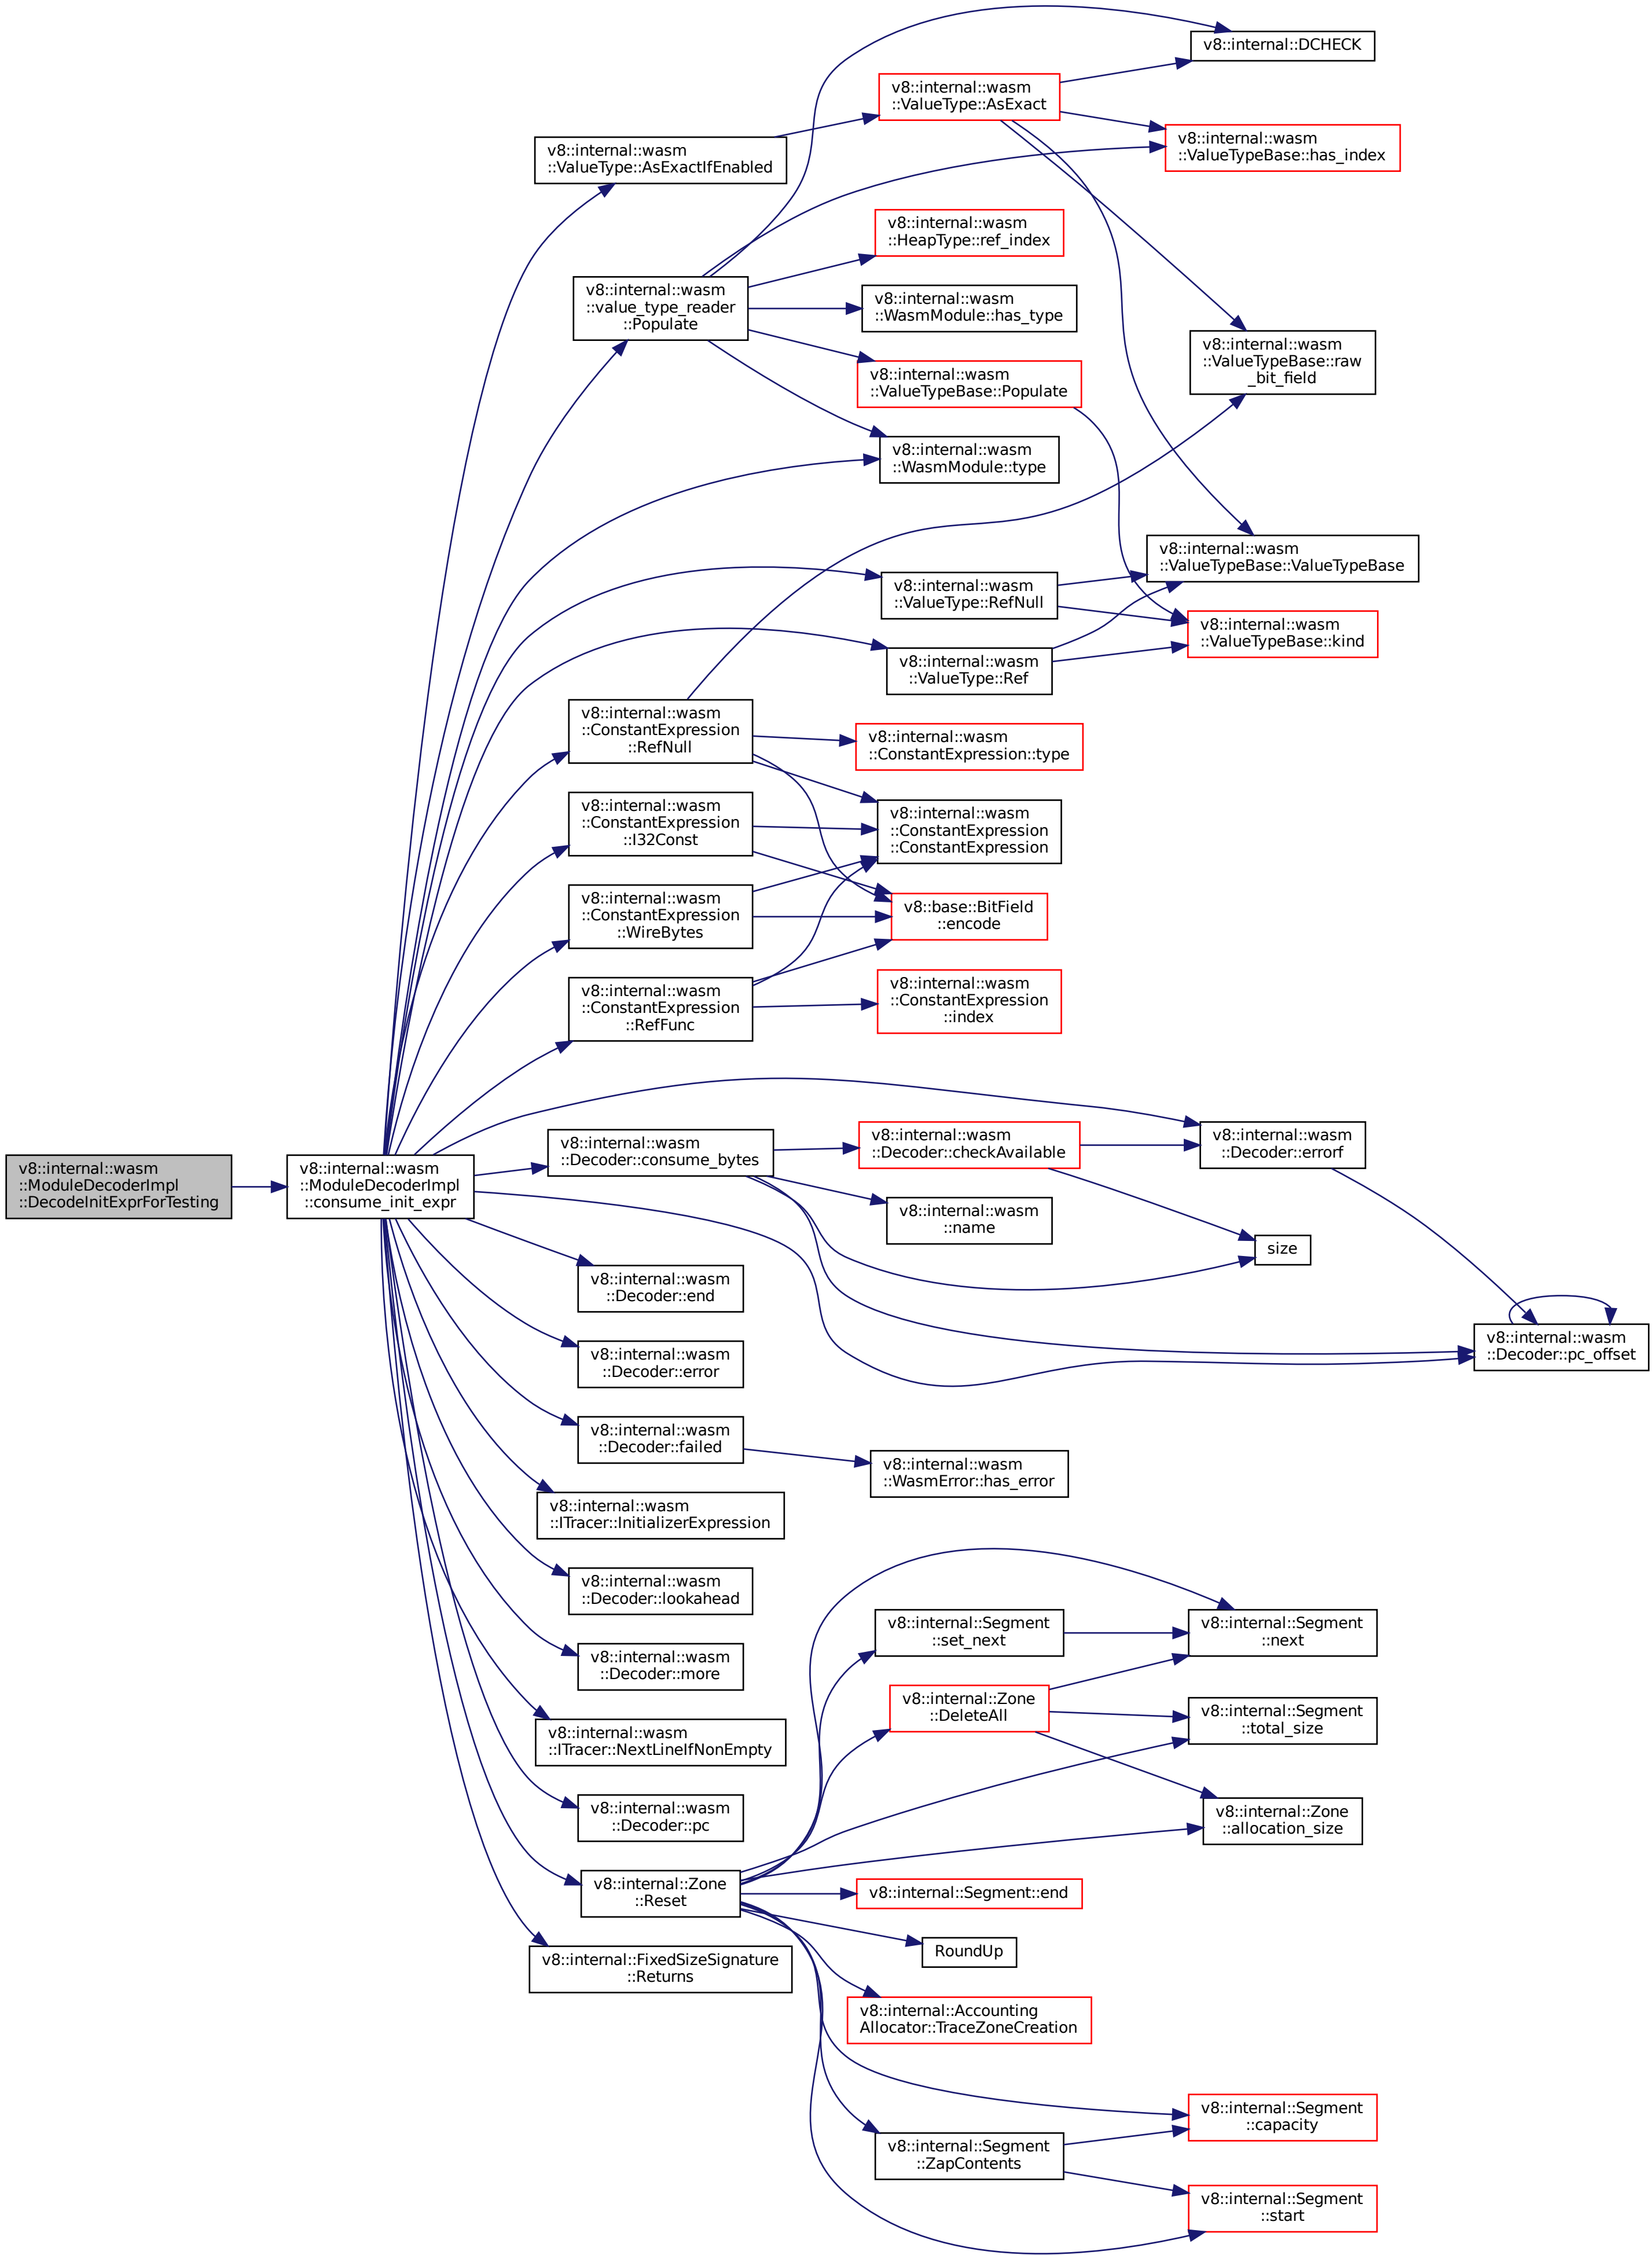 v8::internal::wasm
::ModuleDecoderImpl
::DecodeInitExprForTesting
v8::internal::wasm
::ModuleDecoderImpl
::consume_init_expr
v8::internal::wasm
::ValueType::AsExactIfEnabled
v8::internal::wasm
::ValueType::AsExact
v8::internal::DCHECK
v8::internal::wasm
::ValueTypeBase::has_index
v8::internal::wasm
::value_type_reader
::Populate
v8::internal::wasm
::HeapType::ref_index
v8::internal::wasm
::WasmModule::has_type
v8::internal::wasm
::ValueTypeBase::Populate
v8::internal::wasm
::WasmModule::type
v8::internal::wasm
::ValueTypeBase::raw
_bit_field
v8::internal::wasm
::ValueTypeBase::ValueTypeBase
v8::internal::wasm
::ValueType::RefNull
v8::internal::wasm
::ValueTypeBase::kind
v8::internal::wasm
::ValueType::Ref
v8::internal::wasm
::ConstantExpression
::RefNull
v8::internal::wasm
::ConstantExpression::type
v8::internal::wasm
::ConstantExpression
::I32Const
v8::internal::wasm
::ConstantExpression
::ConstantExpression
v8::internal::wasm
::ConstantExpression
::WireBytes
v8::base::BitField
::encode
v8::internal::wasm
::ConstantExpression
::RefFunc
v8::internal::wasm
::ConstantExpression
::index
v8::internal::wasm
::Decoder::consume_bytes
v8::internal::wasm
::Decoder::checkAvailable
v8::internal::wasm
::Decoder::errorf
v8::internal::wasm
::name
size
v8::internal::wasm
::Decoder::pc_offset
v8::internal::wasm
::Decoder::end
v8::internal::wasm
::Decoder::error
v8::internal::wasm
::Decoder::failed
v8::internal::wasm
::WasmError::has_error
v8::internal::wasm
::ITracer::InitializerExpression
v8::internal::wasm
::Decoder::lookahead
v8::internal::wasm
::Decoder::more
v8::internal::wasm
::ITracer::NextLineIfNonEmpty
v8::internal::wasm
::Decoder::pc
v8::internal::Zone
::Reset
v8::internal::FixedSizeSignature
::Returns
v8::internal::Segment
::set_next
v8::internal::Segment
::next
v8::internal::Zone
::DeleteAll
v8::internal::Segment
::total_size
v8::internal::Zone
::allocation_size
v8::internal::Segment::end
RoundUp
v8::internal::Accounting
Allocator::TraceZoneCreation
v8::internal::Segment
::capacity
v8::internal::Segment
::ZapContents
v8::internal::Segment
::start